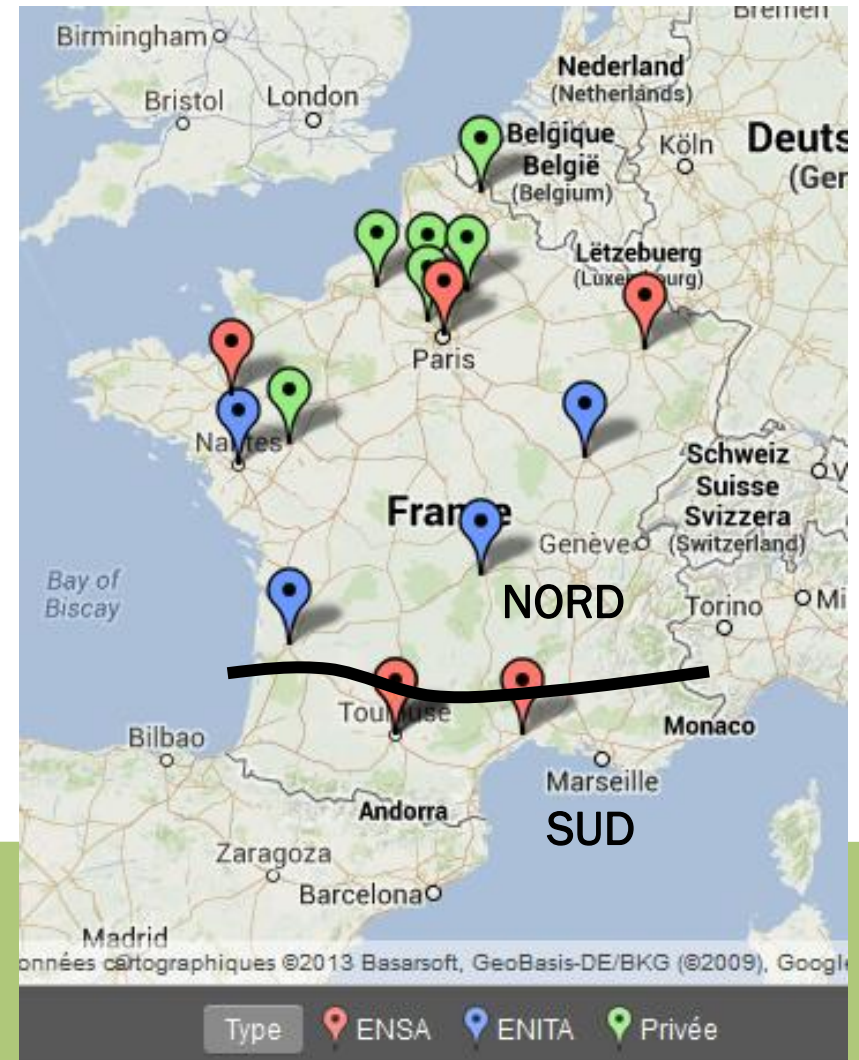 Bremen
Birmingham
Nederland
(Netherlands)
Bristol
London
Belgique
België
(Belgium)
Köln
Deuts
(Ger
Lëtzebuerg
Paris
Nantes
France
Schweiz
Suisse
Svizzera
(Switzerland)
Genève
Bay of
Biscay
NORD
Torino
Mi
Toulouse
Monaco
Bilbao
Marseille
Andorra
SUD
Zaragoza
Barcelona
Madrid
onnées cartographiques ©2013 Basarsoft, GeoBasis-DE/BKG (©2009), Google
Type ENSA ENITA Privée